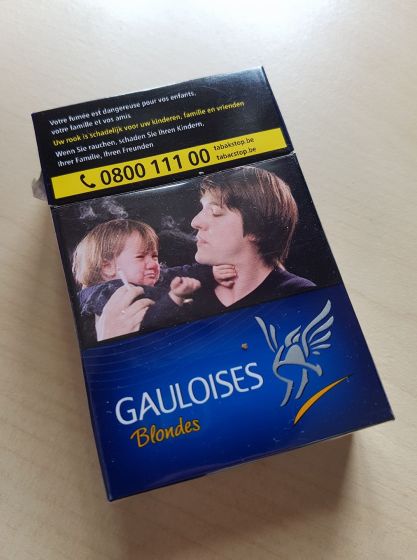 Votre fumée est dangereuse pour vos enfants,
votre famille et vos amis
Uw rook is schadelijk voor uw kinderen, familie en vrienden
Wenn Sie rauchen, schaden Sie Ihren Kindern,
Ihrer Familie, Ihren Freunden
0800 111 00 tabakstop.be
tabacstop.be
GAULOISES
Blondes